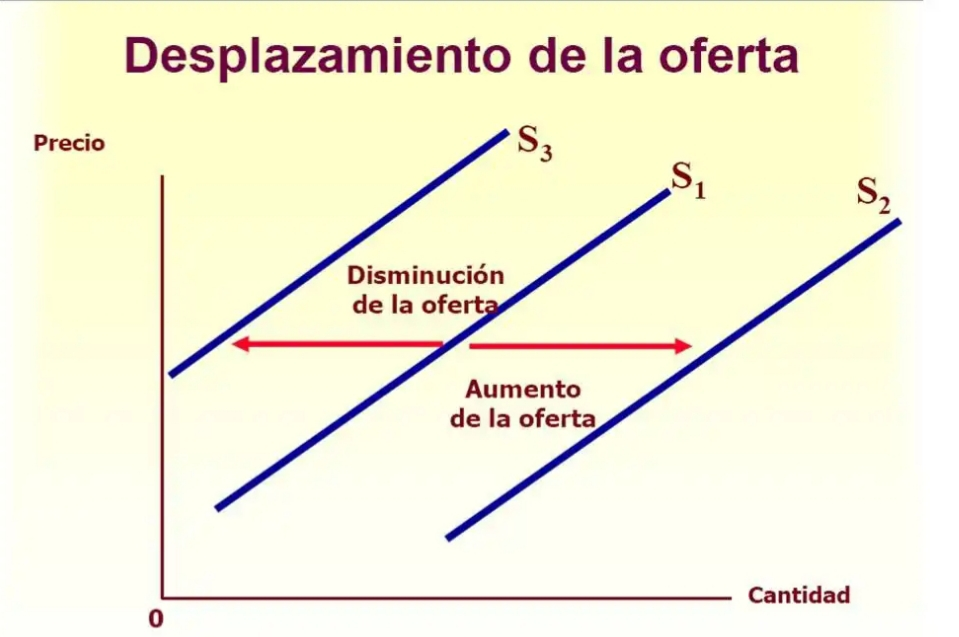 Desplazamiento de la oferta
Precio
S3
S1
S2
Disminución
de la oferta
Aumento
de la oferta
Cantidad
0